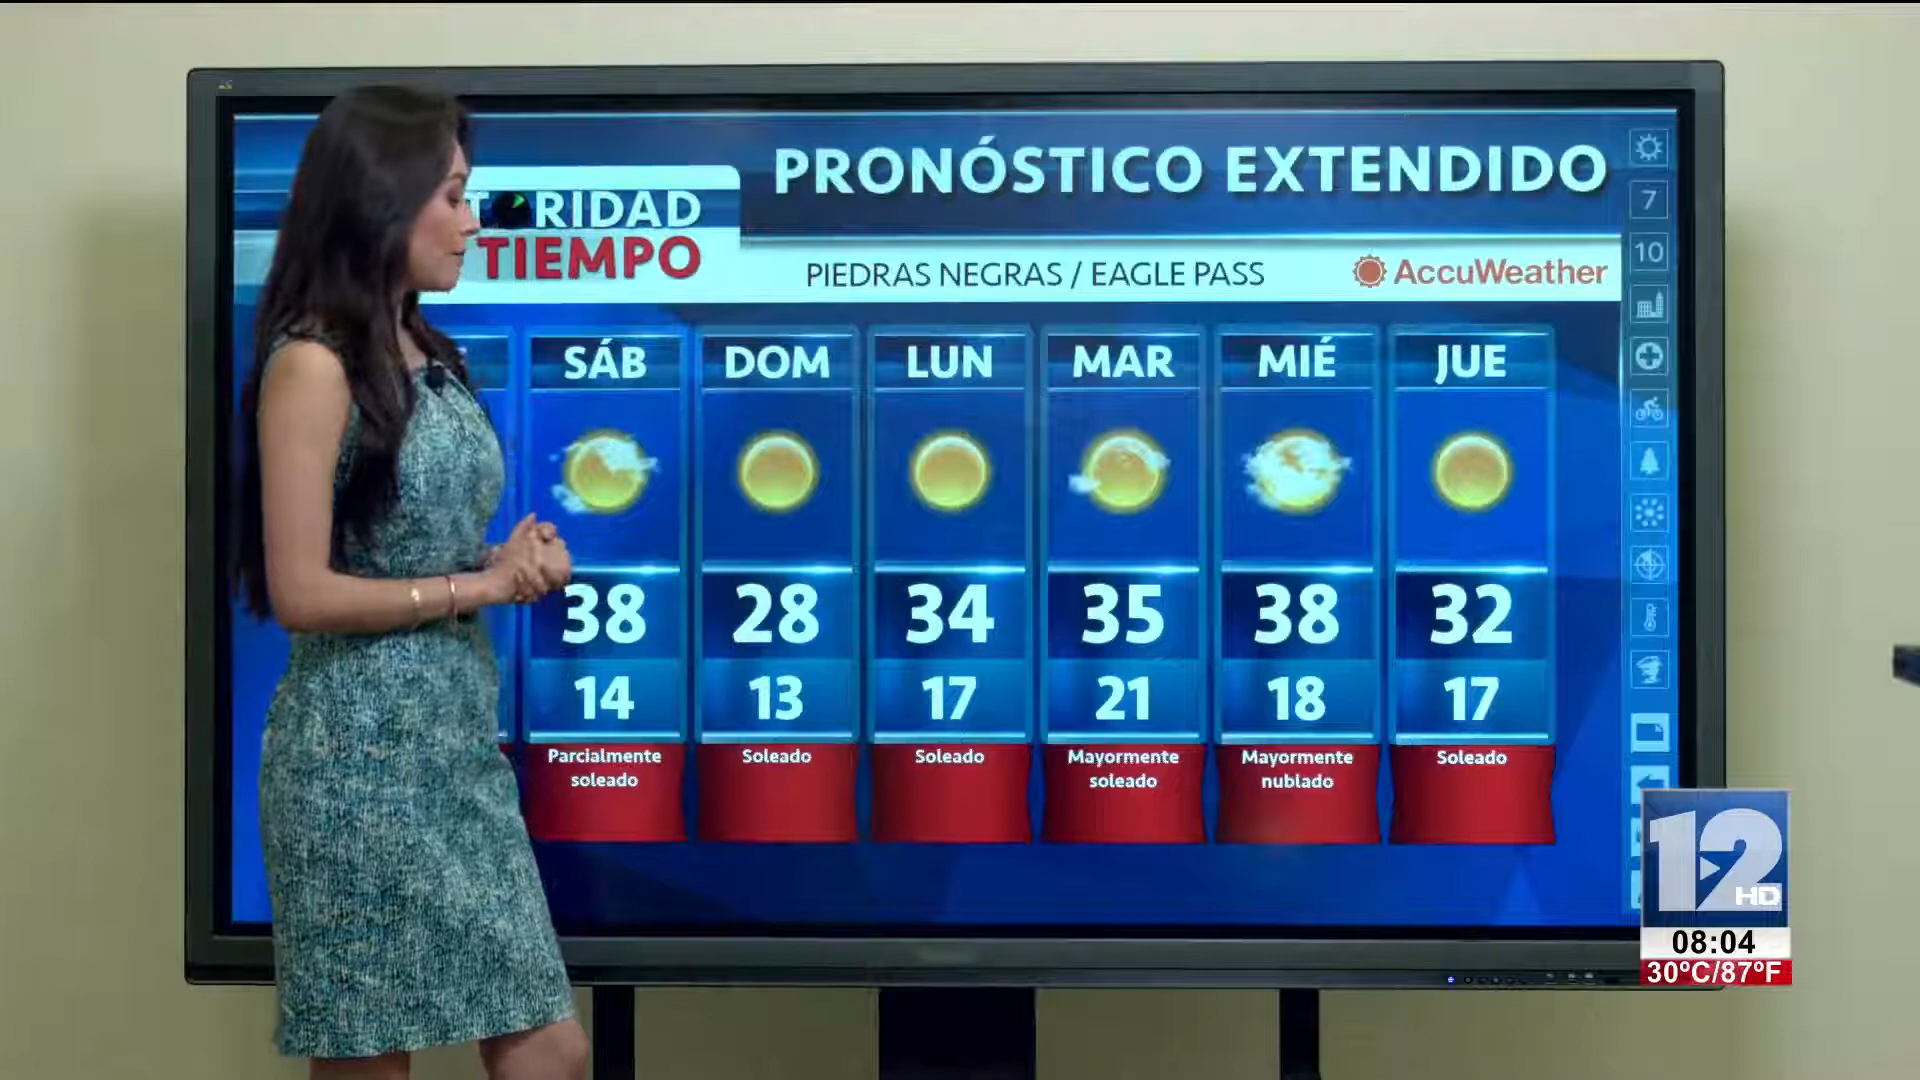 PRONÓSTICO EXTENDIDO
RIDAD
TIEMPO
PIEDRAS NEGRAS / EAGLE PASS
AccuWeather
7
10
SÁB
DOM
LUN
MAR
MIÉ
JUE
38
28
34
35
38
32
14
13
17
21
18
17
Parcialmente
soleado
Soleado
Soleado
Mayormente
soleado
Mayormente
nublado
Soleado
12
HD
08:04
30°C/87°F